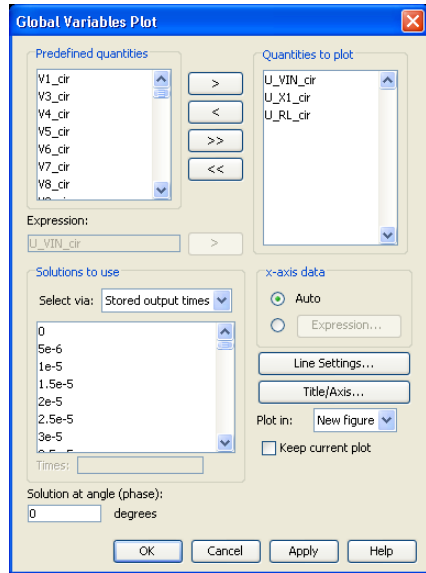 Global Variables Plot
Predefined quantities
V1_cir
V3_cir
V4_cir
V5_cir
V6_cir
V7_cir
V8_cir
>
<
>>
<<
Quantities to plot
U_VIN_cir
U_X1_cir
U_RL_cir
Expression:
U_VIN_cir
>
Solutions to use
Select via: Stored output times
0
5e-6
1e-5
1.5e-5
2e-5
2.5e-5
3e-5
Times:
x-axis data
Auto
Expression...
Line Settings...
Title/Axis...
Plot in: New figure
Keep current plot
Solution at angle (phase):
0 degrees
OK Cancel Apply Help